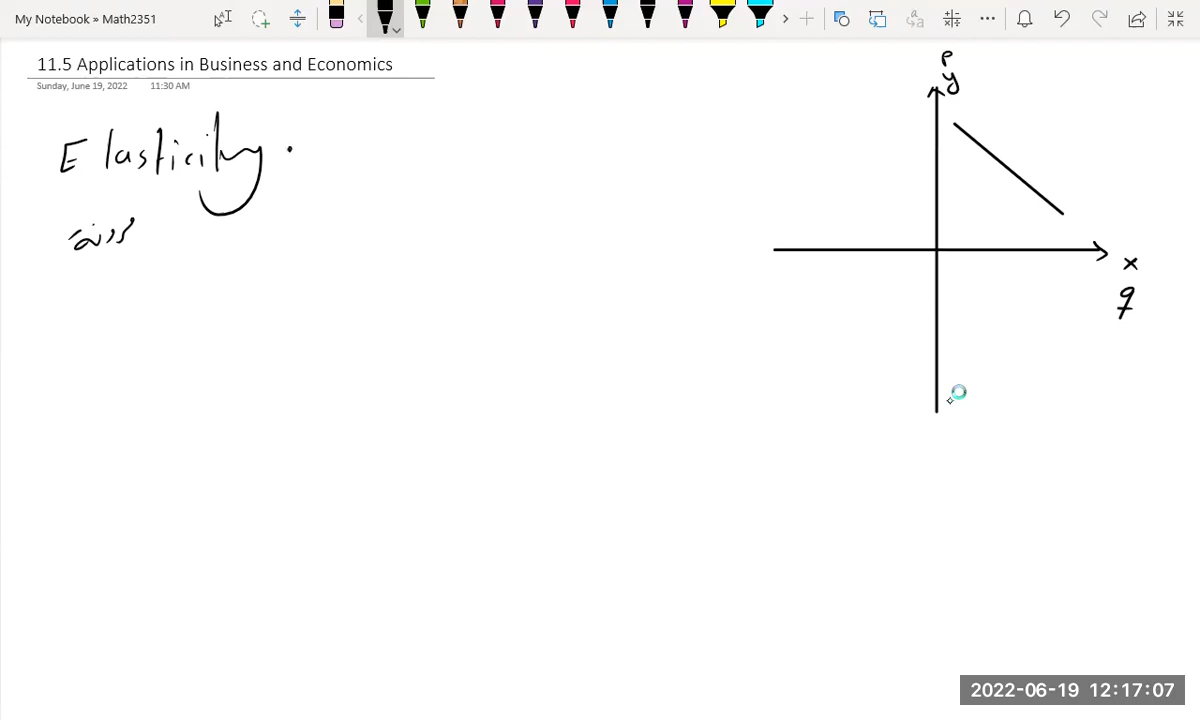 My Notebook » Math2351
11.5 Applications in Business and Economics
Sunday, June 19, 2022 11:30 AM
Elasticity.
P
y
x
q
2022-06-19 12:17:07